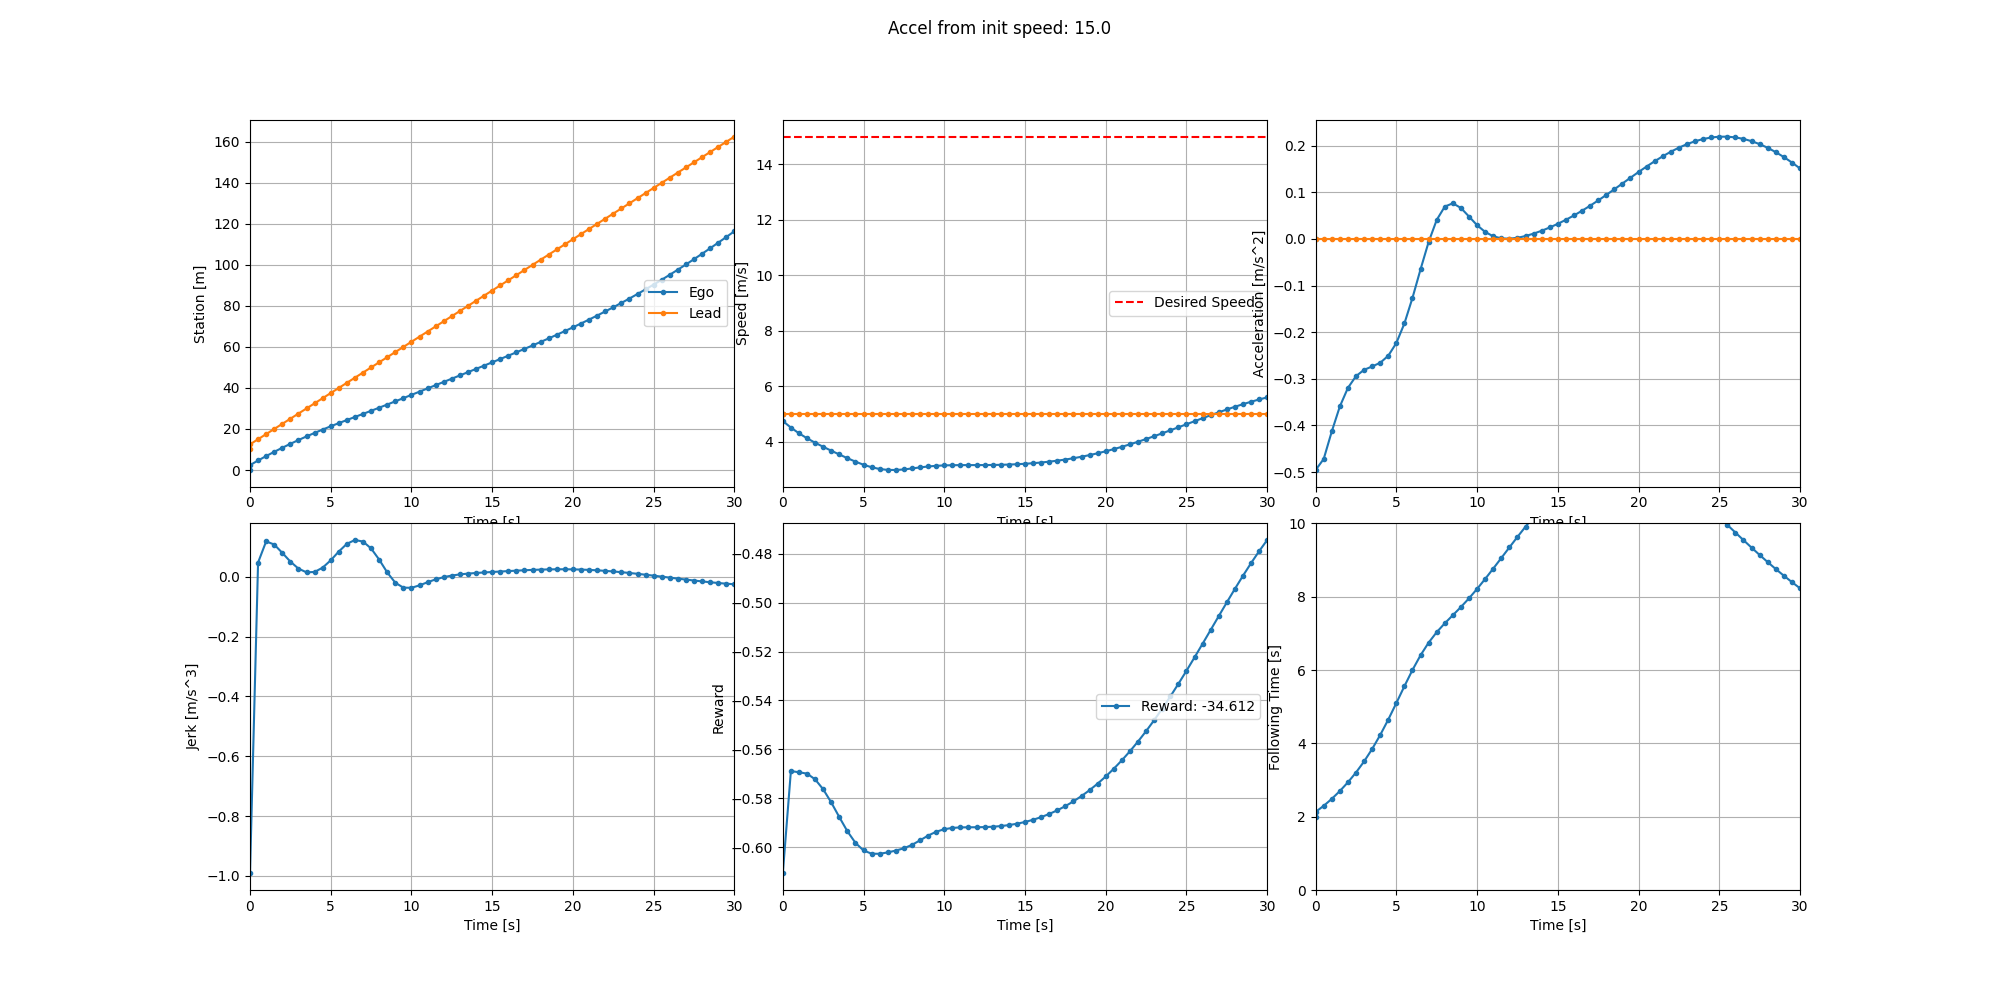 Accel from init speed: 15.0
Station [m]
160
140
120
100
80
60
40
20
0
0 5 10 15 20 25 30
Time [s]
Ego
Lead
Speed [m/s]
14
12
10
8
6
4
0 5 10 15 20 25 30
Time [s]
Desired Speed
Acceleration [m/s^2]
0.2
0.1
0.0
−0.1
−0.2
−0.3
−0.4
−0.5
0 5 10 15 20 25 30
Time [s]
Jerk [m/s^3]
0.0
−0.2
−0.4
−0.6
−0.8
−1.0
0 5 10 15 20 25 30
Time [s]
Reward
−0.48
−0.50
−0.52
−0.54
−0.56
−0.58
−0.60
0 5 10 15 20 25 30
Time [s]
Reward: -34.612
Following Time [s]
10
8
6
4
2
0
0 5 10 15 20 25 30
Time [s]